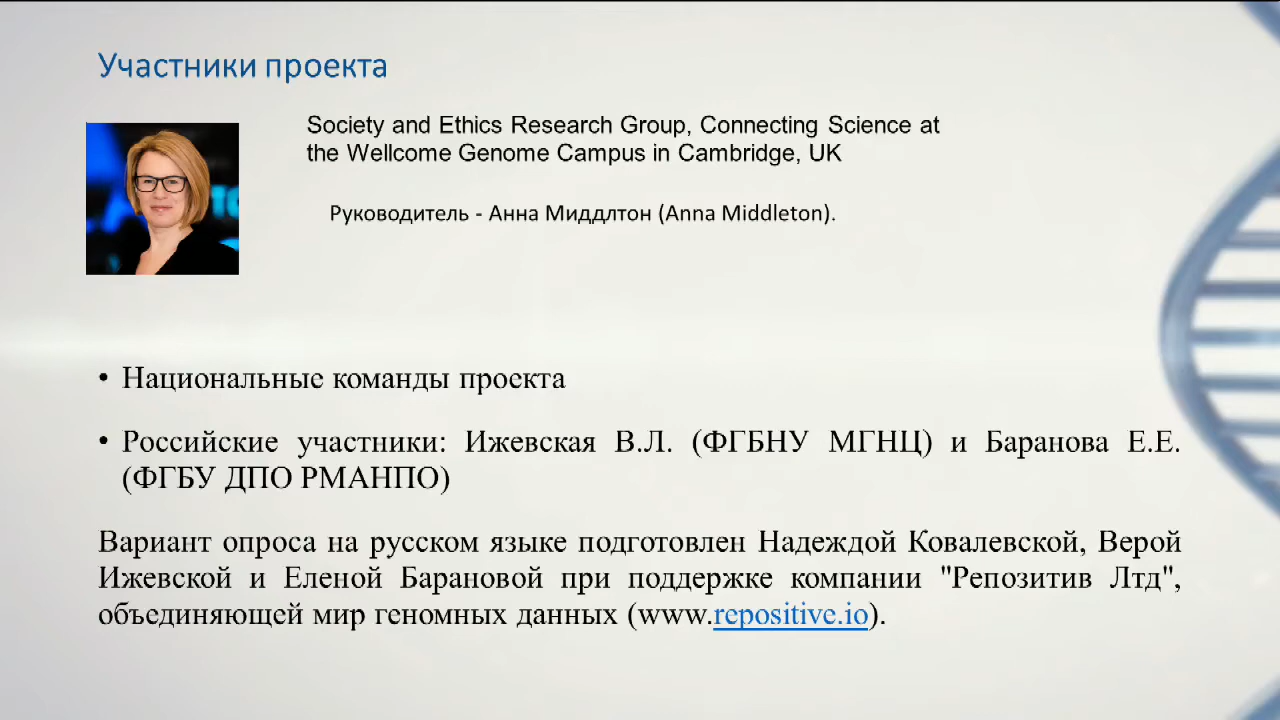 Участники проекта
Society and Ethics Research Group, Connecting Science at
the Wellcome Genome Campus in Cambridge, UK
Руководитель - Анна Миддлтон (Anna Middleton).
• Национальные команды проекта
• Российские участники: Ижевская В.Л. (ФГБНУ МГНЦ) и Баранова Е.Е.
(ФГБУ ДПО РМАНПО)
Вариант опроса на русском языке подготовлен Надеждой Ковалевской, Верой
Ижевской и Еленой Барановой при поддержке компании "Репозитив Лтд",
объединяющей мир геномных данных (www.repositive.io).